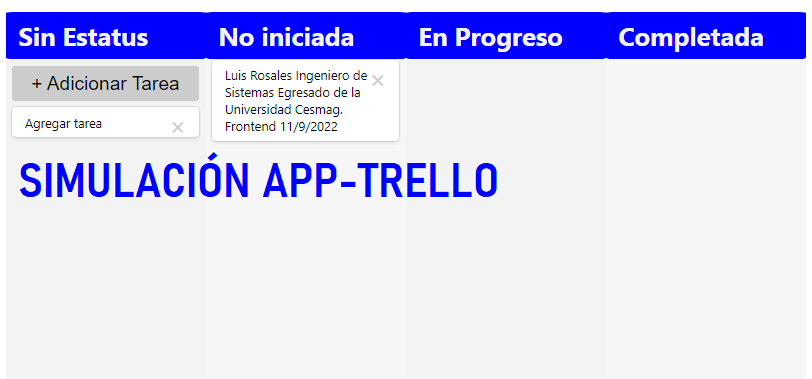 Sin Estatus
No iniciada
En Progreso
Completada
+ Adicionar Tarea
Agregar tarea ×
Luis Rosales Ingeniero de ×
Sistemas Egresado de la
Universidad Cesmag.
Frontend 11/9/2022
SIMULACIÓN APP-TRELLO